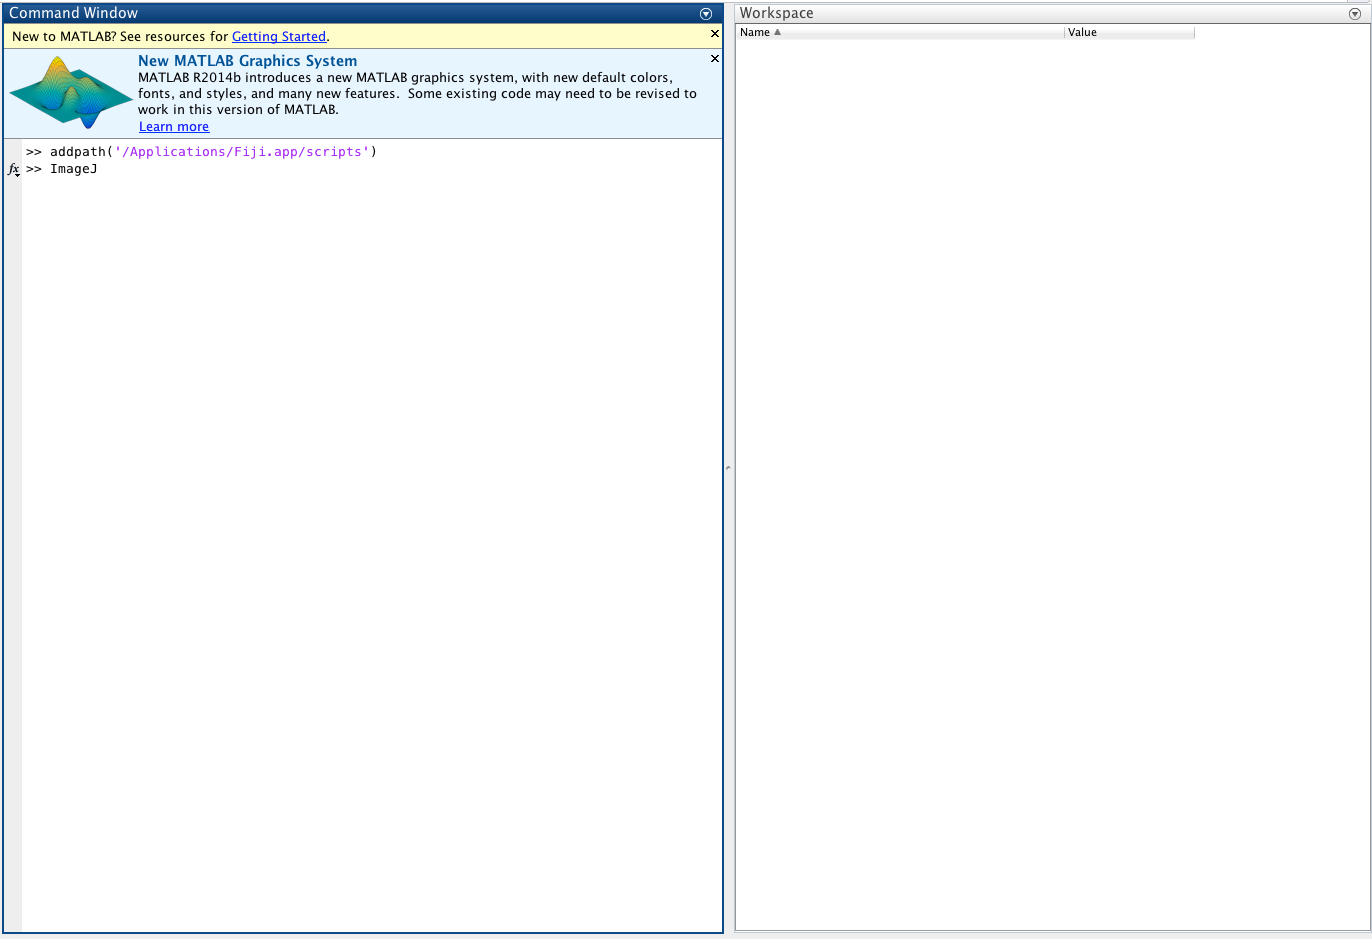 Command Window
New to MATLAB? See resources for Getting Started.
New MATLAB Graphics System
MATLAB R2014b introduces a new MATLAB graphics system, with new default colors,
fonts, and styles, and many new features.  Some existing code may need to be revised to
work in this version of MATLAB.
Learn more
>> addpath('/Applications/Fiji.app/scripts')
fx >> ImageJ
Workspace
Name Value